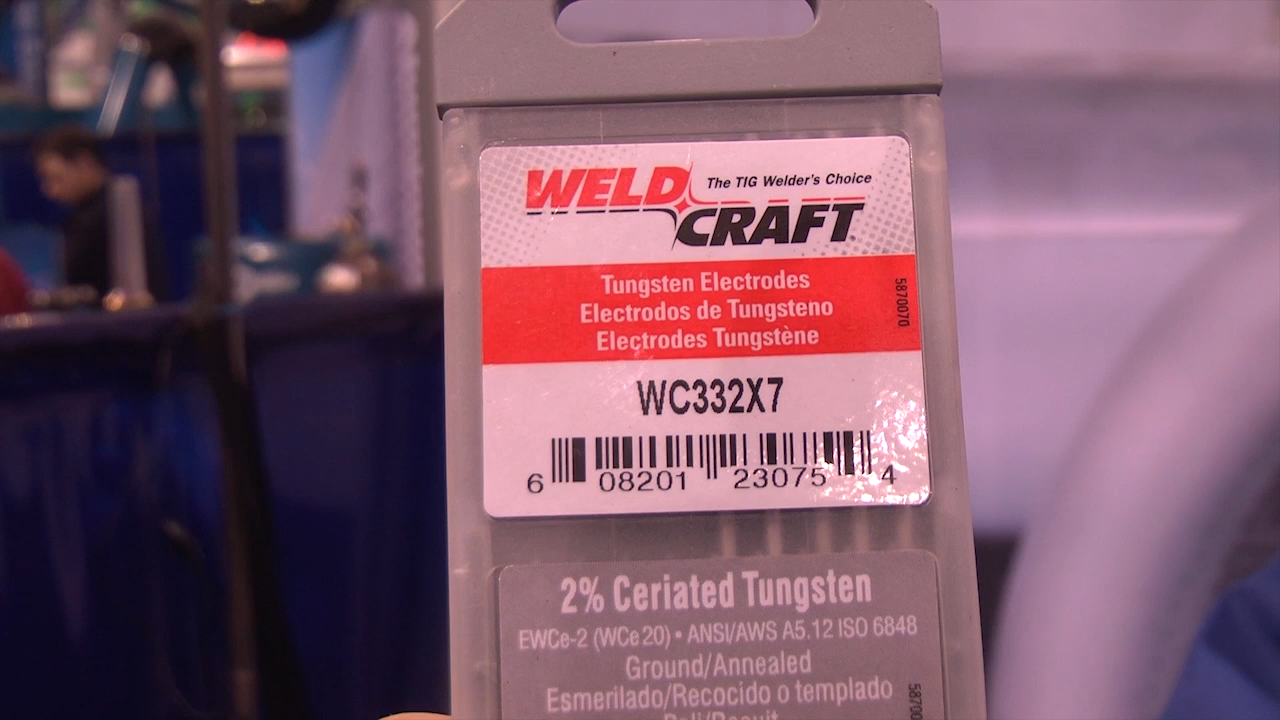 WELD
The TIG Welder's Choice
CRAFT
Tungsten Electrodes
Electrodos de Tungsteno
Electrodes Tungstène
5870070
WC332X7
6 08201 23075 4
2% Ceriated Tungsten
EWCe-2 (WCe 20) • ANSI/AWS A5.12 ISO 6848
Ground/Annealed
Esmerilado/Recocido o templado